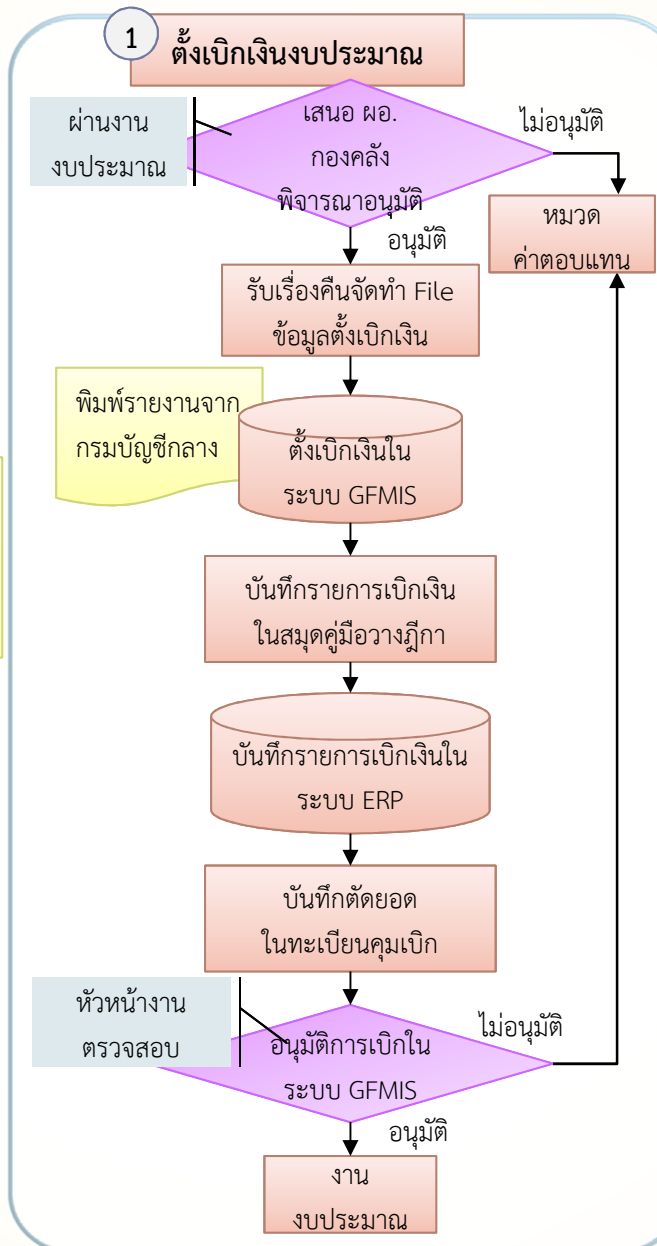 1
ตั้งเบิกเงินงบประมาณ
ผ่านงาน
งบประมาณ
เสนอ ผอ.
กองคลัง
พิจารณาอนุมัติ
ไม่อนุมัติ
อนุมัติ
หมวด
ค่าตอบแทน
รับเรื่องคืนจัดทำ File
ข้อมูลตั้งเบิกเงิน
พิมพ์รายงานจาก
กรมบัญชีกลาง
ตั้งเบิกเงินใน
ระบบ GFMIS
บันทึกรายการเบิกเงิน
ในสมุดคู่มือวางฎีกา
บันทึกรายการเบิกเงินใน
ระบบ ERP
บันทึกตัดยอด
ในทะเบียนคุมเบิก
หัวหน้างาน
ตรวจสอบ
อนุมัติการเบิกใน
ระบบ GFMIS
ไม่อนุมัติ
อนุมัติ
งาน
งบประมาณ